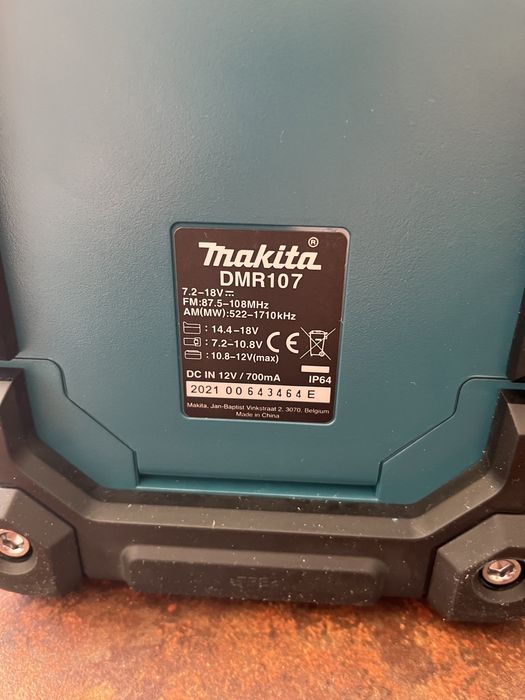 makita®
DMR107
7.2–18V⎓
FM:87.5–108MHz
AM(MW):522–1710kHz
: 14.4–18V
: 7.2–10.8V CE
: 10.8–12V(max)
DC IN 12V / 700mA IP64
2021 00643464 E
Makita, Jan-Baptist Vinkstraat 2, 3070, Belgium
Made in China